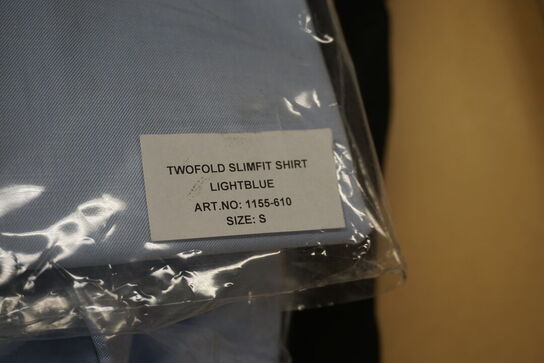 TWOFOLD SLIMFIT SHIRT
LIGHTBLUE
ART.NO: 1155-610
SIZE: S